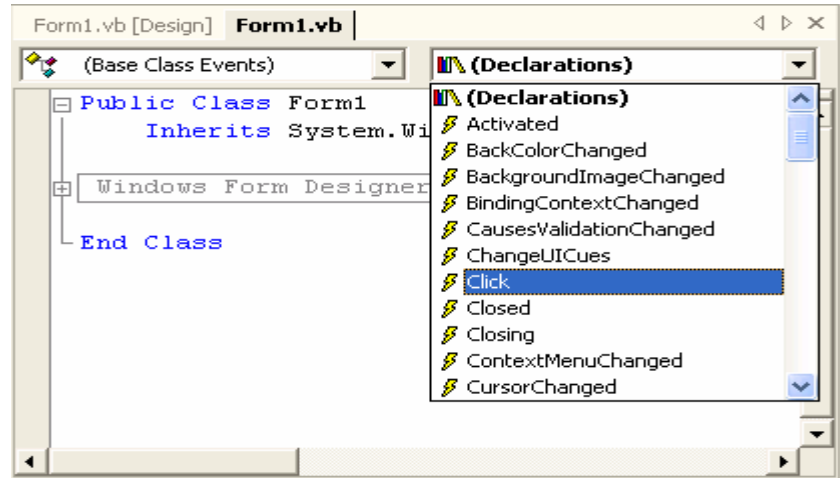 Form1.vb [Design] Form1.vb
(Base Class Events) (Declarations)
Public Class Form1
Inherits System.Wi
Windows Form Designer
End Class
(Declarations)
Activated
BackColorChanged
BackgroundImageChanged
BindingContextChanged
CausesValidationChanged
ChangeUICues
Click
Closed
Closing
ContextMenuChanged
CursorChanged